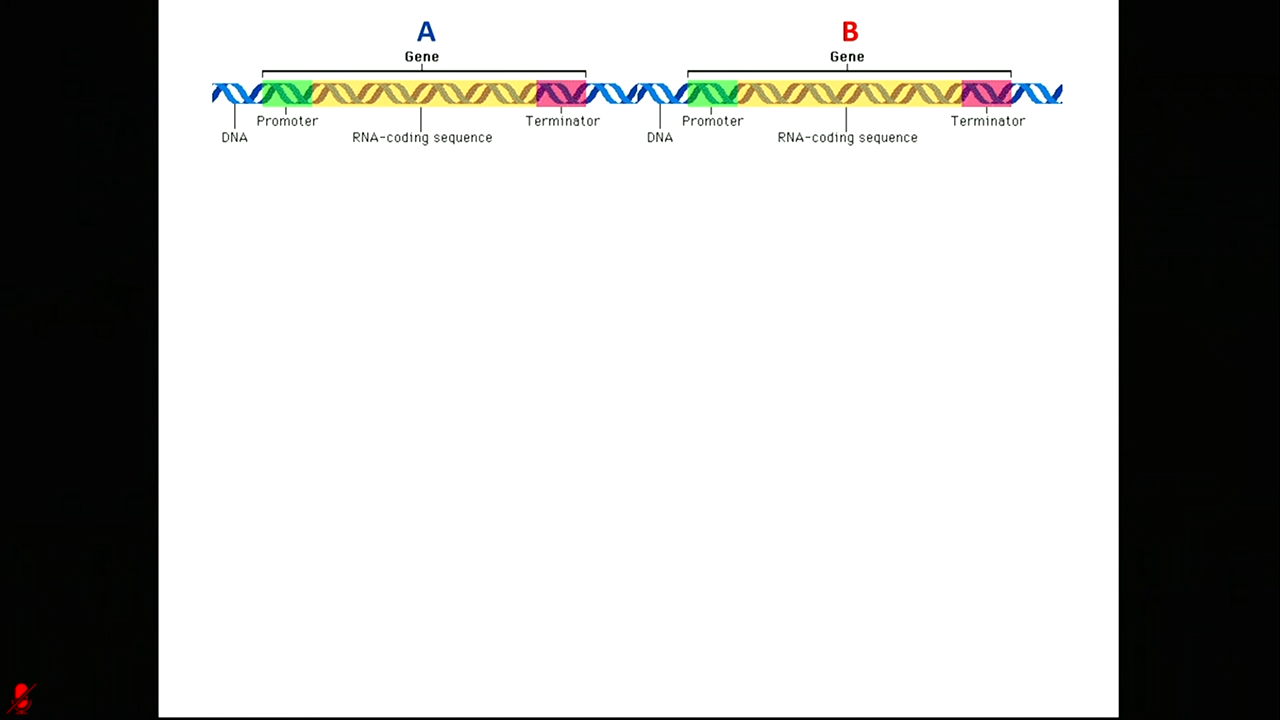 A B
Gene Gene
Promoter Terminator Promoter Terminator
DNA RNA-coding sequence DNA RNA-coding sequence